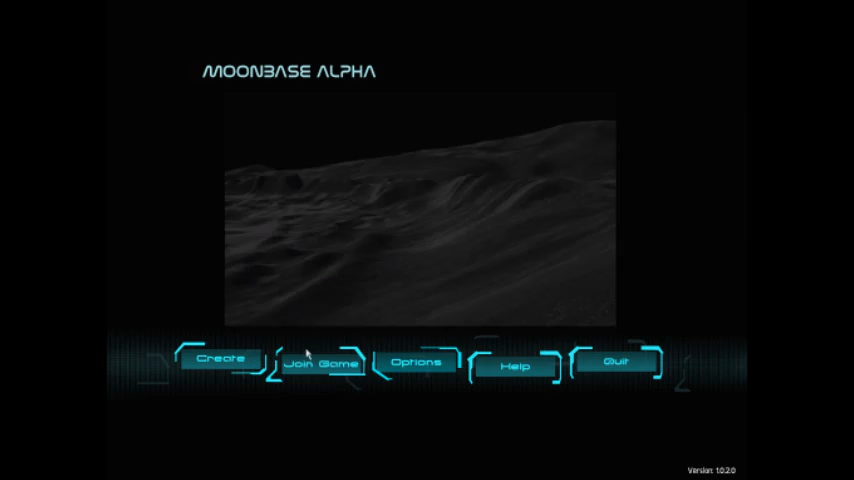 MOONBASE ALPHA
Create
Join Game
Options
Help
Quit
Version: 1.0.2.0